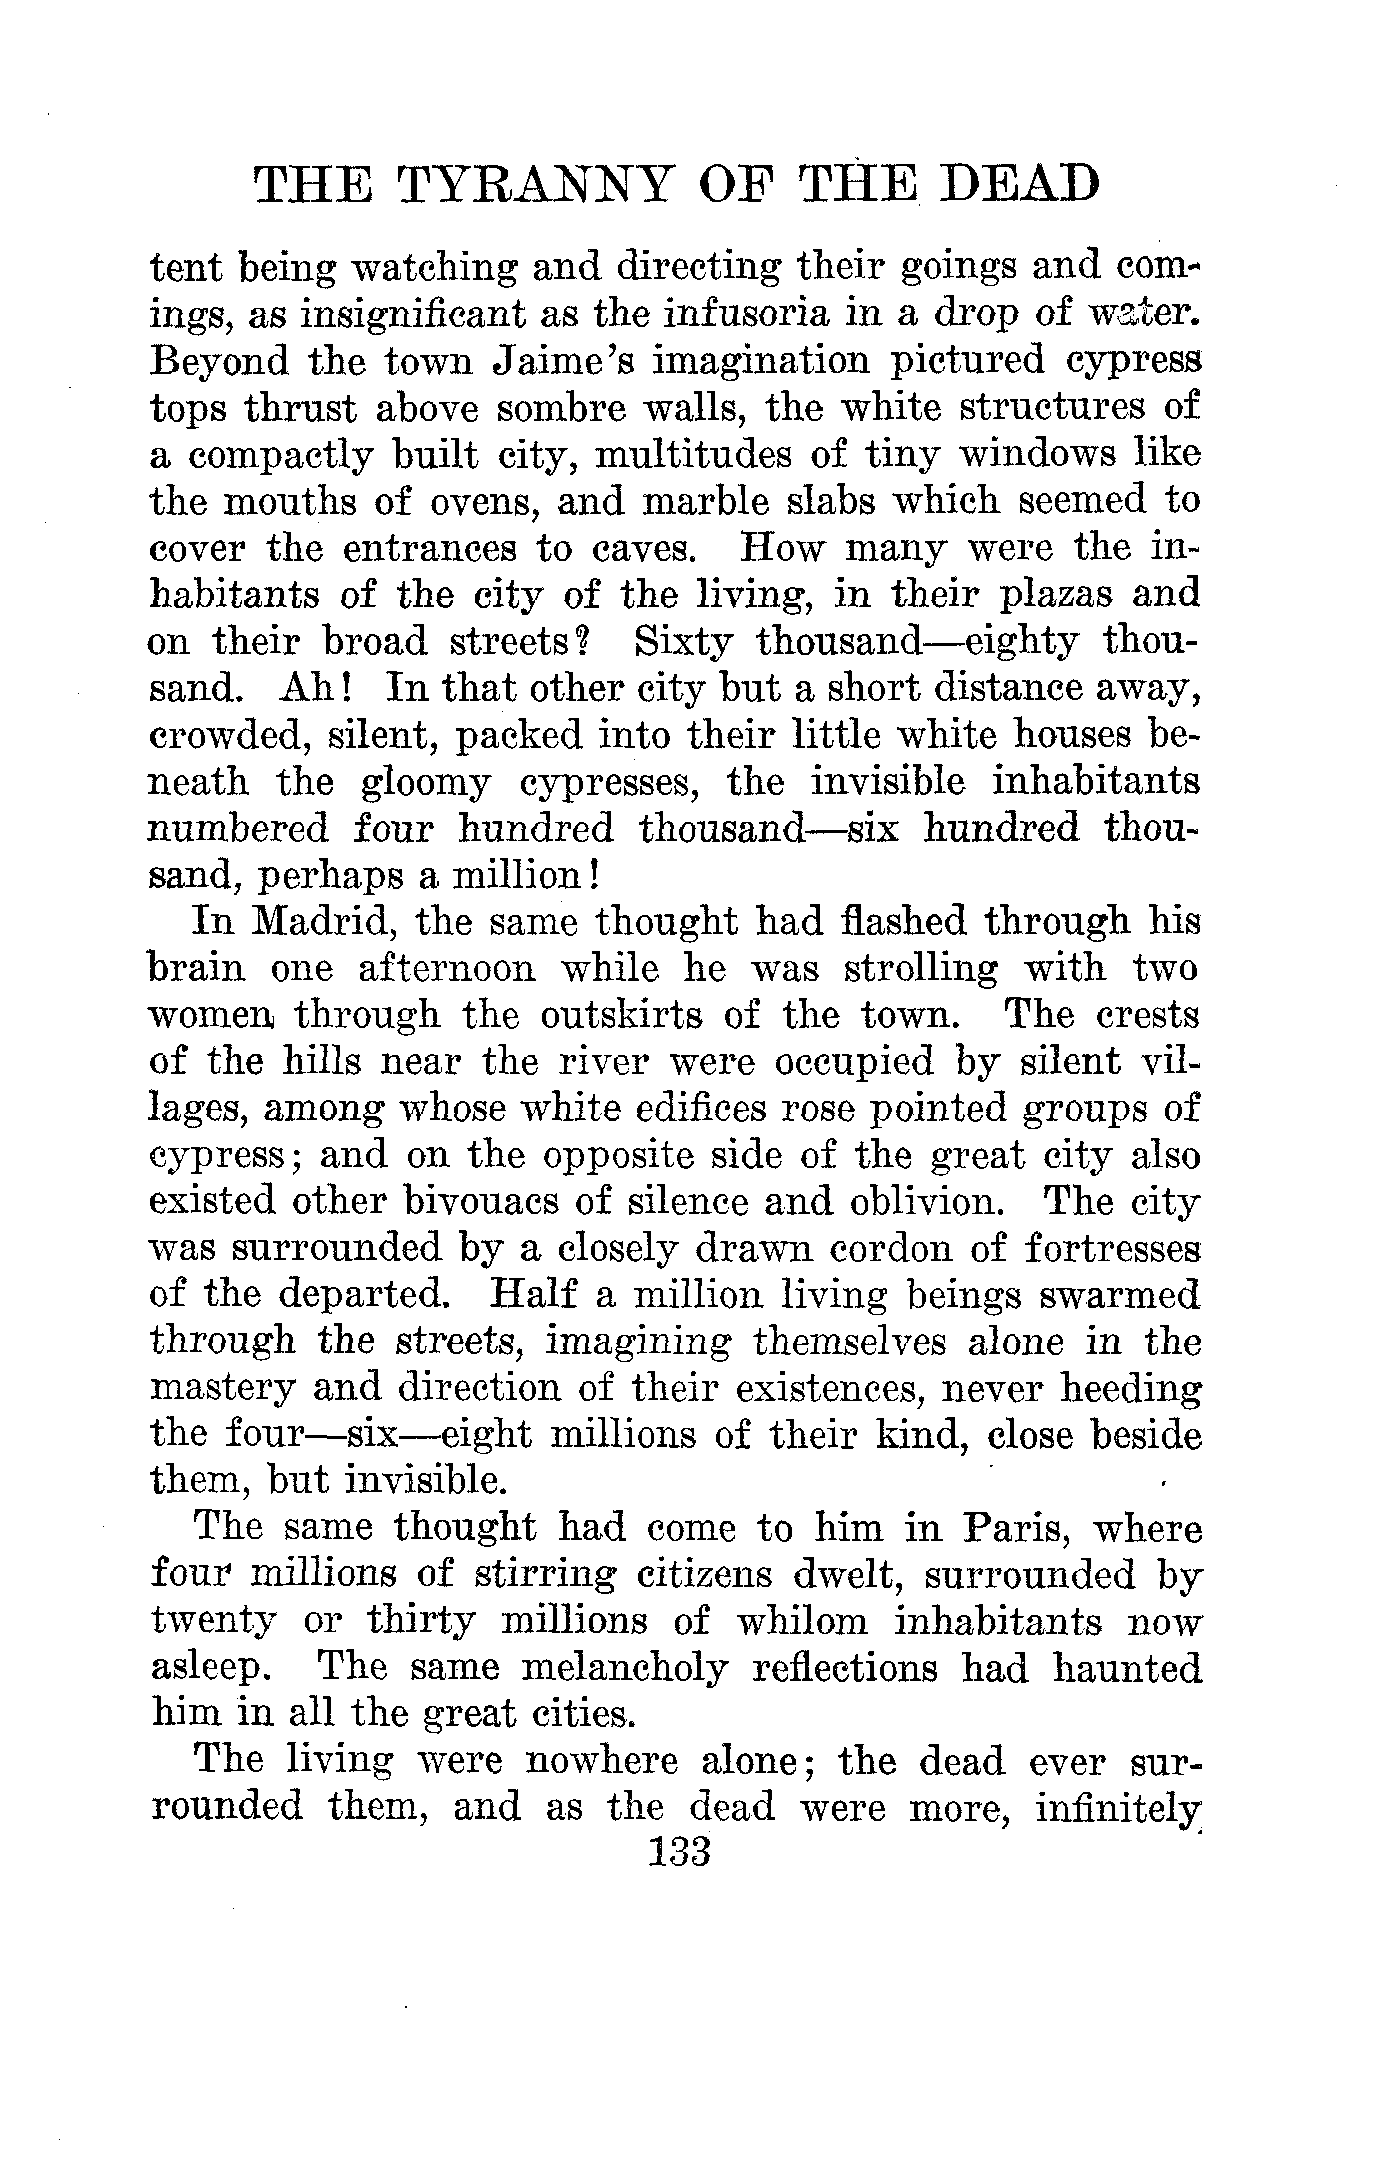 THE TYRANNY OF THE DEAD
tent being watching and directing their goings and com-
ings, as insignificant as the infusoria in a drop of water.
Beyond the town Jaime's imagination pictured cypress
tops thrust above sombre walls, the white structures of
a compactly built city, multitudes of tiny windows like
the mouths of ovens, and marble slabs which seemed to
cover the entrances to caves. How many were the in-
habitants of the city of the living, in their plazas and
on their broad streets? Sixty thousand—eighty thou-
sand. Ah! In that other city but a short distance away,
crowded, silent, packed into their little white houses be-
neath the gloomy cypresses, the invisible inhabitants
numbered four hundred thousand—six hundred thou-
sand, perhaps a million!
In Madrid, the same thought had flashed through his
brain one afternoon while he was strolling with two
women through the outskirts of the town. The crests
of the hills near the river were occupied by silent vil-
lages, among whose white edifices rose pointed groups of
cypress; and on the opposite side of the great city also
existed other bivouacs of silence and oblivion. The city
was surrounded by a closely drawn cordon of fortresses
of the departed. Half a million living beings swarmed
through the streets, imagining themselves alone in the
mastery and direction of their existences, never heeding
the four—six—eight millions of their kind, close beside
them, but invisible.
The same thought had come to him in Paris, where
four millions of stirring citizens dwelt, surrounded by
twenty or thirty millions of whilom inhabitants now
asleep. The same melancholy reflections had haunted
him in all the great cities.
The living were nowhere alone; the dead ever sur-
rounded them, and as the dead were more, infinitely
133